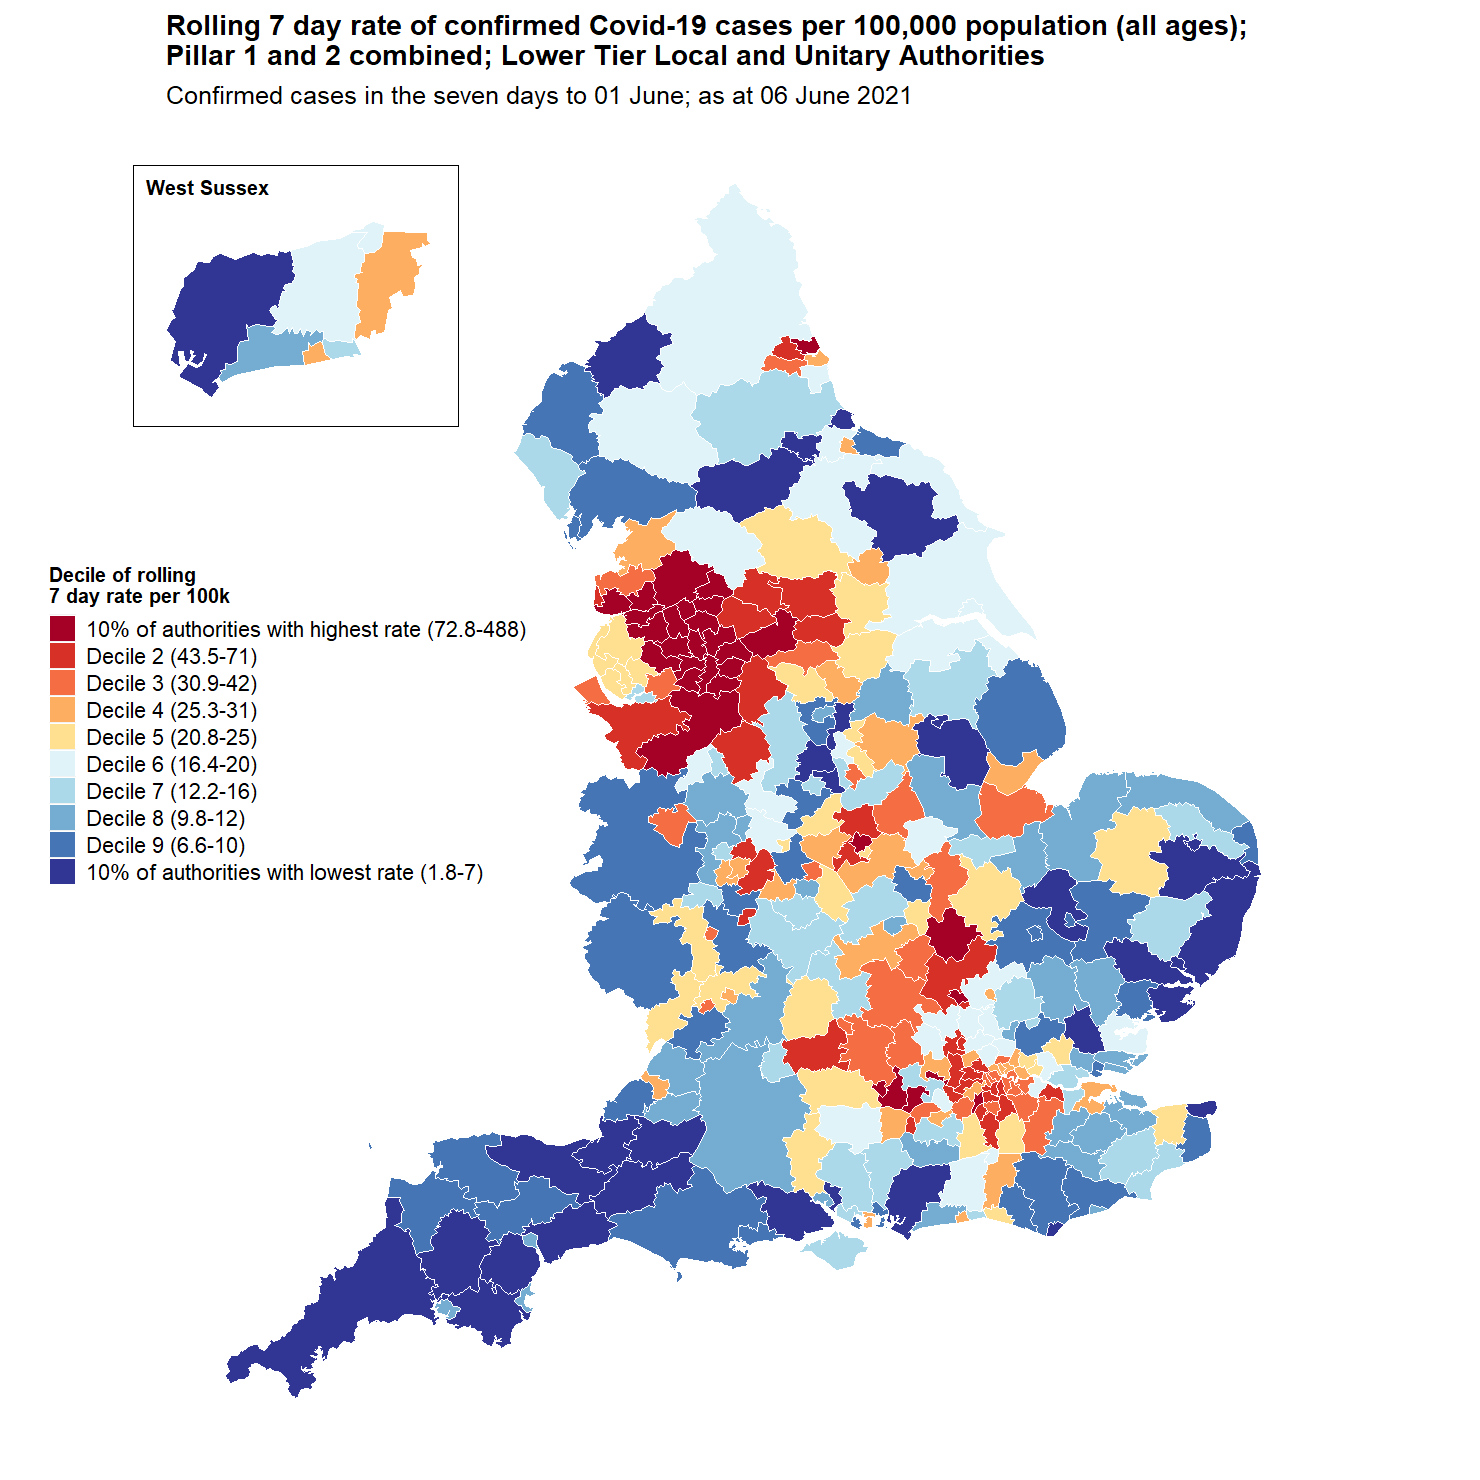 Rolling 7 day rate of confirmed Covid-19 cases per 100,000 population (all ages);
Pillar 1 and 2 combined; Lower Tier Local and Unitary Authorities
Confirmed cases in the seven days to 01 June; as at 06 June 2021
West Sussex
Decile of rolling
7 day rate per 100k
10% of authorities with highest rate (72.8-488)
Decile 2 (43.5-71)
Decile 3 (30.9-42)
Decile 4 (25.3-31)
Decile 5 (20.8-25)
Decile 6 (16.4-20)
Decile 7 (12.2-16)
Decile 8 (9.8-12)
Decile 9 (6.6-10)
10% of authorities with lowest rate (1.8-7)